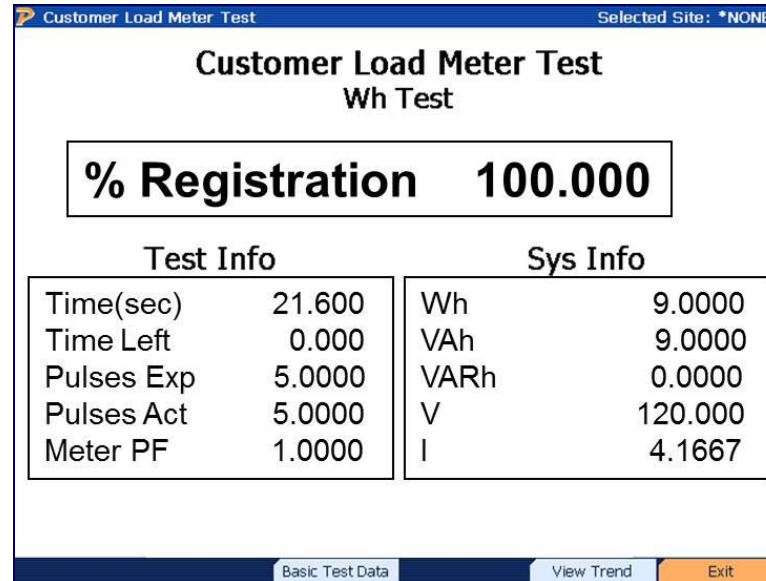 Customer Load Meter Test Selected Site: *NONE
Customer Load Meter Test
Wh Test
% Registration 100.000
Test Info Sys Info
Time(sec) 21.600 Wh 9.0000
Time Left 0.000 VAh 9.0000
Pulses Exp 5.0000 VARh 0.0000
Pulses Act 5.0000 V 120.000
Meter PF 1.0000 I 4.1667
Basic Test Data View Trend Exit